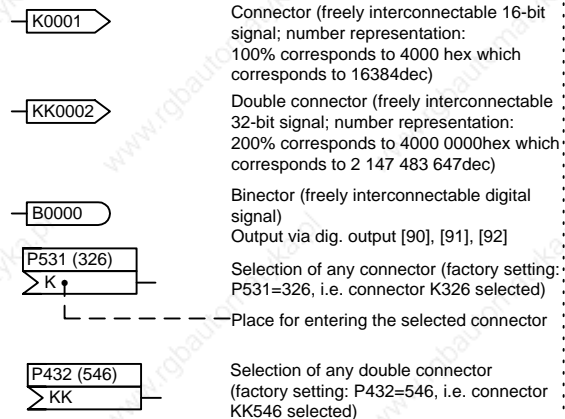 K0001
Connector (freely interconnectable 16-bit
signal; number representation:
100% corresponds to 4000 hex which
corresponds to 16384dec)
KK0002
Double connector (freely interconnectable
32-bit signal; number representation:
200% corresponds to 4000 0000hex which
corresponds to 2 147 483 647dec)
B0000
Binector (freely interconnectable digital
signal)
Output via dig. output [90], [91], [92]
P531 (326)
K
Selection of any connector (factory setting:
P531=326, i.e. connector K326 selected)
Place for entering the selected connector
P432 (546)
KK
Selection of any double connector
(factory setting: P432=546, i.e. connector
KK546 selected)